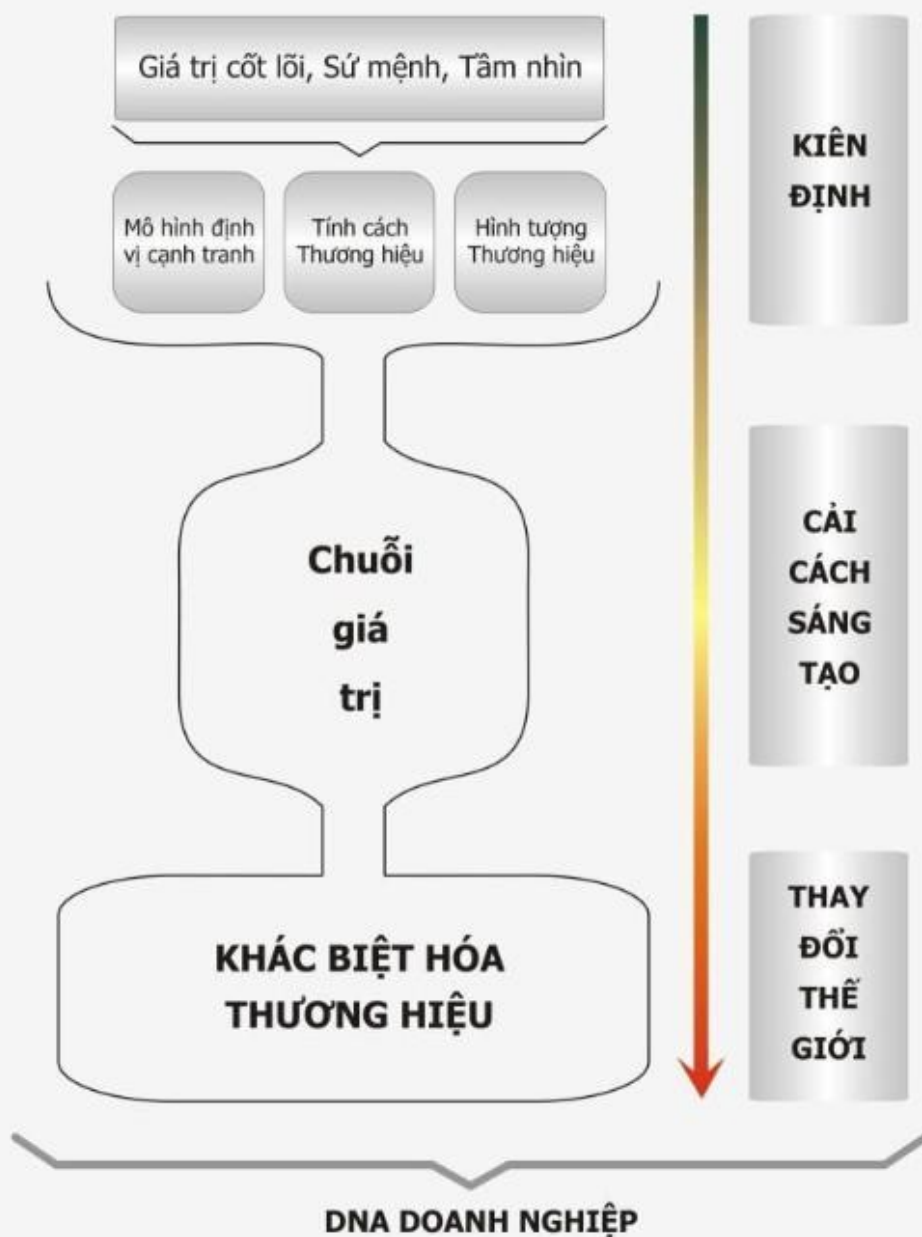 Giá trị cốt lõi, Sứ mệnh, Tầm nhìn
Mô hình định
vị cạnh tranh
Tính cách
Thương hiệu
Hình tượng
Thương hiệu
KIÊN
ĐỊNH
Chuỗi
giá
trị
CẢI
CÁCH
SÁNG
TẠO
KHÁC BIỆT HÓA
THƯƠNG HIỆU
THAY
ĐỔI
THẾ
GIỚI
DNA DOANH NGHIỆP